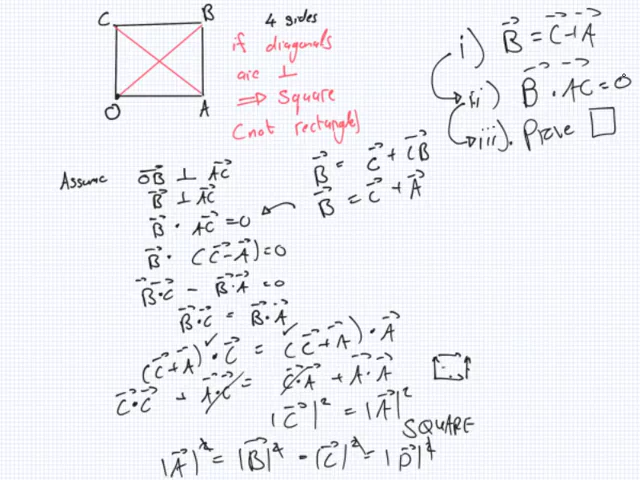 C B
O A
4 sides
if diagonals
are ⊥
⟹ Square
(not rectangle)
i) B⃗ = C⃗+A⃗
ii) B⃗ · AC⃗ = 0
iii). Prove □
Assume OB⃗ ⊥ AC⃗
B⃗ ⊥ AC⃗
B⃗ · AC⃗ = 0
B⃗ · (C⃗-A⃗) = 0
B⃗·C⃗ - B⃗·A⃗ = 0
B⃗·C⃗ = B⃗·A⃗
B⃗ = C⃗ + CB⃗
B⃗ = C⃗ + A⃗
(C⃗+A⃗)·C⃗ = (C⃗+A⃗)·A⃗
C⃗·C⃗ + A⃗·C⃗ = C⃗·A⃗ + A⃗·A⃗
|C⃗|² = |A⃗|²
SQUARE
|A⃗|² = |B⃗|² = |C⃗|² = |D⃗|²